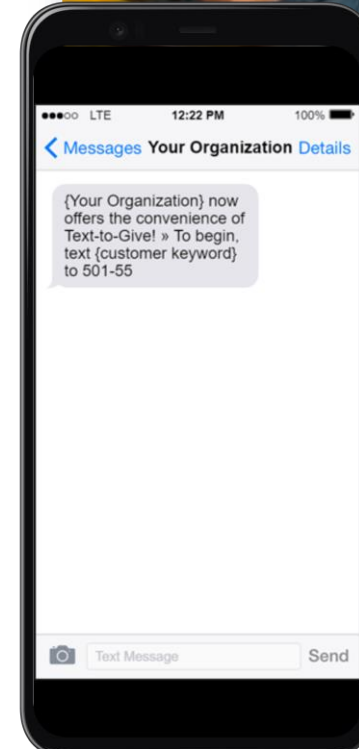 LTE 12:22 PM 100%
Messages Your Organization Details
{Your Organization} now
offers the convenience of
Text-to-Give! » To begin,
text {customer keyword}
to 501-55
Text Message Send